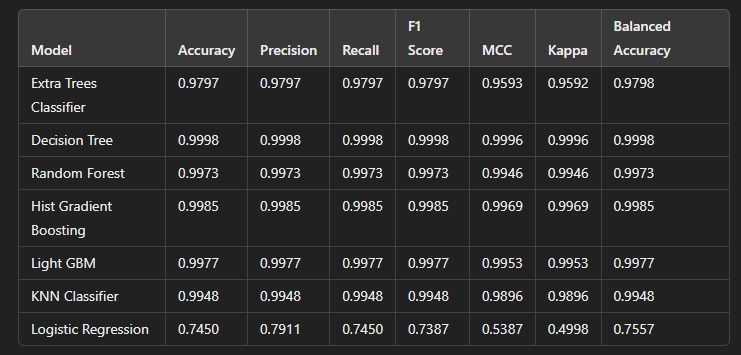 Model Accuracy Precision Recall F1 Score MCC Kappa Balanced Accuracy
Extra Trees Classifier 0.9797 0.9797 0.9797 0.9797 0.9593 0.9592 0.9798
Decision Tree 0.9998 0.9998 0.9998 0.9998 0.9996 0.9996 0.9998
Random Forest 0.9973 0.9973 0.9973 0.9973 0.9946 0.9946 0.9973
Hist Gradient Boosting 0.9985 0.9985 0.9985 0.9985 0.9969 0.9969 0.9985
Light GBM 0.9977 0.9977 0.9977 0.9977 0.9953 0.9953 0.9977
KNN Classifier 0.9948 0.9948 0.9948 0.9948 0.9896 0.9896 0.9948
Logistic Regression 0.7450 0.7911 0.7450 0.7387 0.5387 0.4998 0.7557